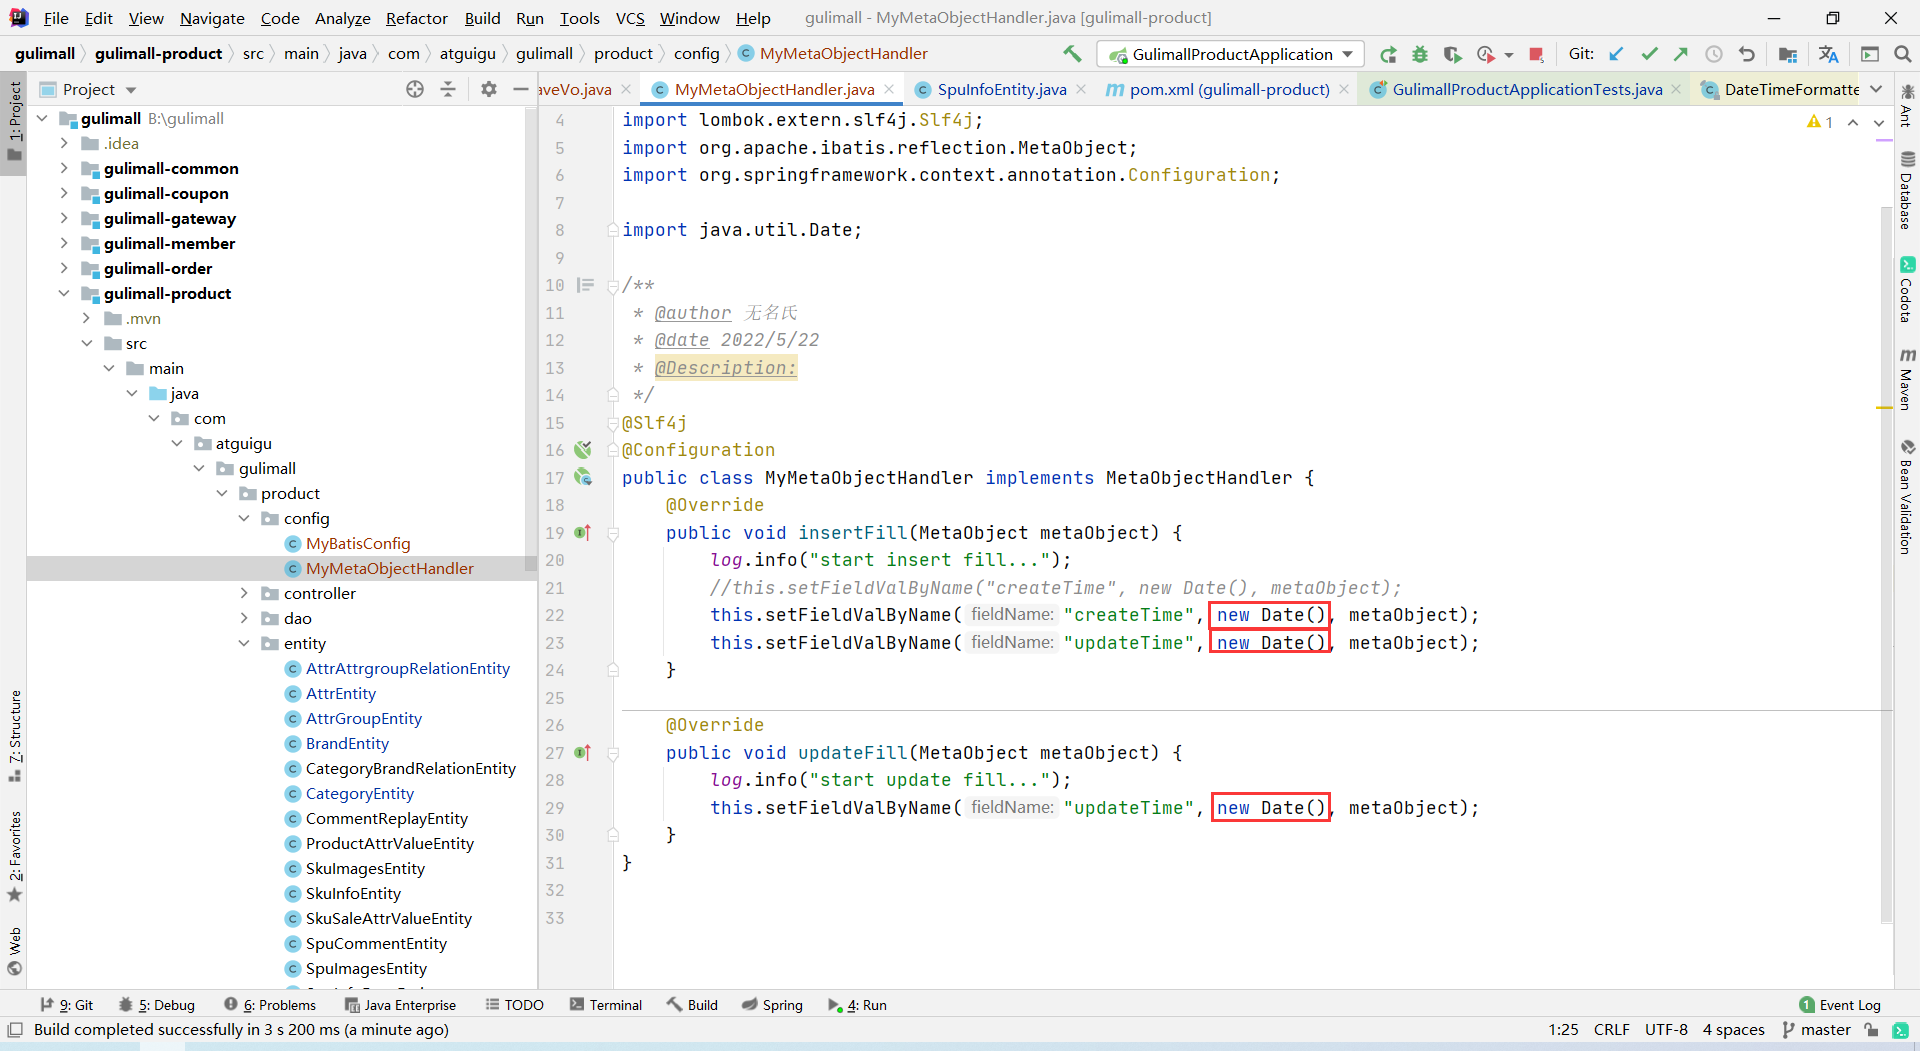 File Edit View Navigate Code Analyze Refactor Build Run Tools VCS Window Help gulimall - MyMetaObjectHandler.java [gulimall-product]
gulimall gulimall-product src main java com atguigu gulimall product config MyMetaObjectHandler GulimallProductApplication Git:
Project
aveVo.java MyMetaObjectHandler.java SpuInfoEntity.java pom.xml (gulimall-product) GulimallProductApplicationTests.java DateTimeFormatte
1: Project
7: Structure
2: Favorites
Web
gulimall B:\gulimall
.idea
gulimall-common
gulimall-coupon
gulimall-gateway
gulimall-member
gulimall-order
gulimall-product
.mvn
src
main
java
com
atguigu
gulimall
product
config
MyBatisConfig
MyMetaObjectHandler
controller
dao
entity
AttrAttrgroupRelationEntity
AttrEntity
AttrGroupEntity
BrandEntity
CategoryBrandRelationEntity
CategoryEntity
CommentReplayEntity
ProductAttrValueEntity
SkuImagesEntity
SkuInfoEntity
SkuSaleAttrValueEntity
SpuCommentEntity
SpuImagesEntity
4 import lombok.extern.slf4j.Slf4j;
5 import org.apache.ibatis.reflection.MetaObject;
6 import org.springframework.context.annotation.Configuration;
7
8 import java.util.Date;
9
10 /**
11 * @author 无名氏
12 * @date 2022/5/22
13 * @Description:
14 */
15 @Slf4j
16 @Configuration
17 public class MyMetaObjectHandler implements MetaObjectHandler {
18 @Override
19 public void insertFill(MetaObject metaObject) {
20 log.info("start insert fill...");
21 //this.setFieldValByName("createTime", new Date(), metaObject);
22 this.setFieldValByName( fieldName: "createTime", new Date(), metaObject);
23 this.setFieldValByName( fieldName: "updateTime", new Date(), metaObject);
24 }
25
26 @Override
27 public void updateFill(MetaObject metaObject) {
28 log.info("start update fill...");
29 this.setFieldValByName( fieldName: "updateTime", new Date(), metaObject);
30 }
31 }
32
33
1
Ant
Database
Codota
Maven
Bean Validation
9: Git 5: Debug 6: Problems Java Enterprise TODO Terminal Build Spring 4: Run 1 Event Log
Build completed successfully in 3 s 200 ms (a minute ago) 1:25 CRLF UTF-8 4 spaces master